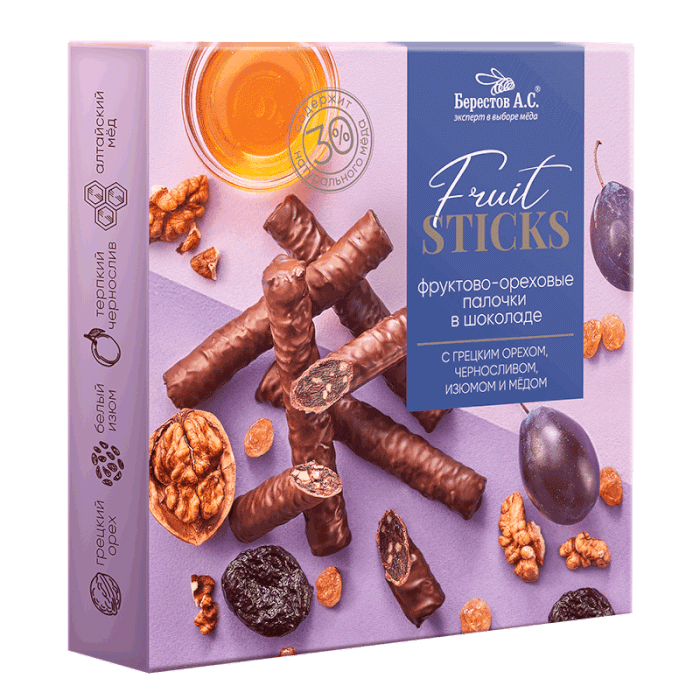 Берестов А.С.®
эксперт в выборе мёда
Fruit
STICKS
фруктово-ореховые
палочки
в шоколаде
С ГРЕЦКИМ ОРЕХОМ,
ЧЕРНОСЛИВОМ,
ИЗЮМОМ И МЁДОМ
содержит
30%
натурального мёда
алтайский
мёд
терпкий
чернослив
белый
изюм
грецкий
орех